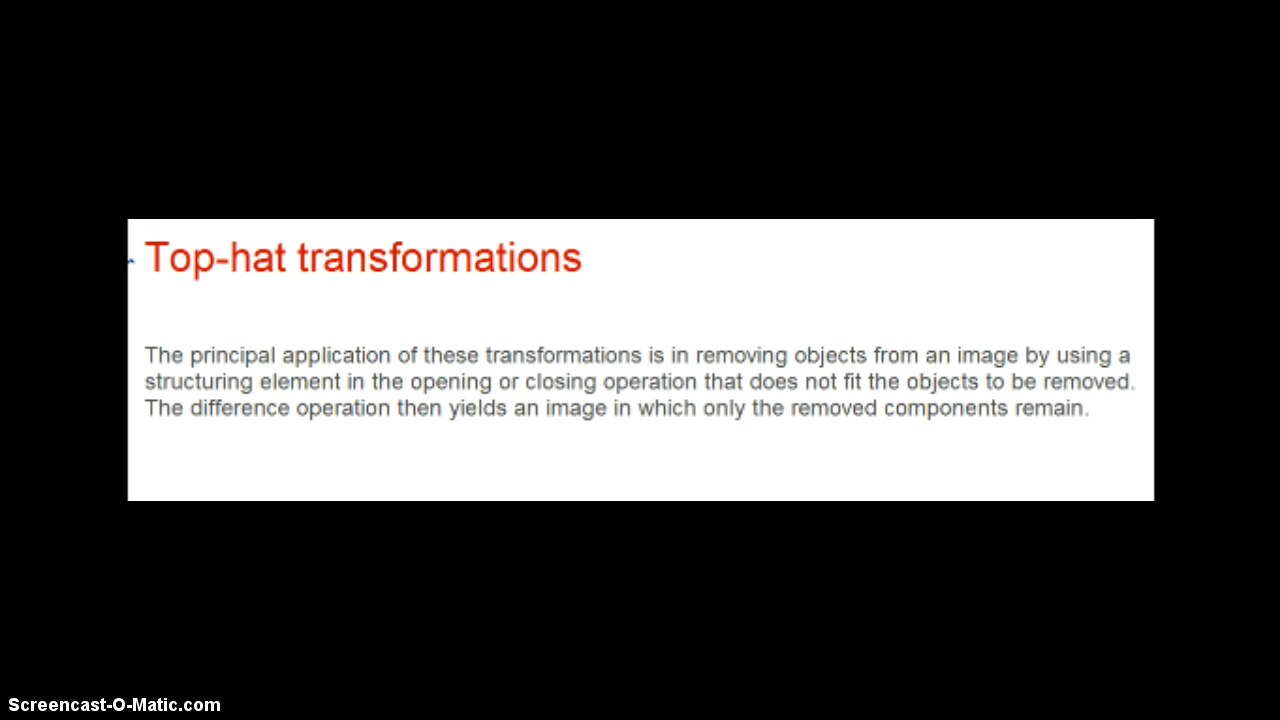 Top-hat transformations
The principal application of these transformations is in removing objects from an image by using a
structuring element in the opening or closing operation that does not fit the objects to be removed.
The difference operation then yields an image in which only the removed components remain.
Screencast-O-Matic.com